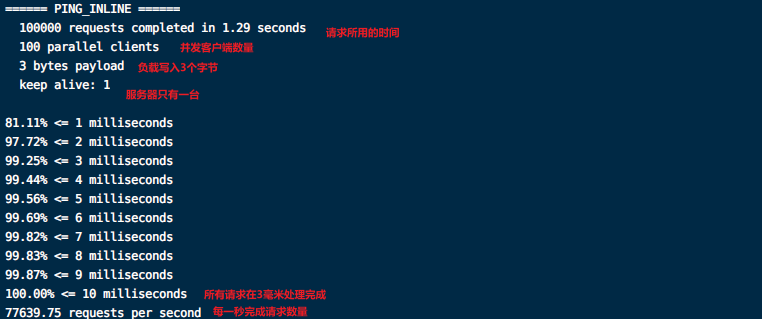 ====== PING_INLINE ======
100000 requests completed in 1.29 seconds 请求所用的时间
100 parallel clients 并发客户端数量
3 bytes payload 负载写入3个字节
keep alive: 1 服务器只有一台
81.11% <= 1 milliseconds
97.72% <= 2 milliseconds
99.25% <= 3 milliseconds
99.44% <= 4 milliseconds
99.56% <= 5 milliseconds
99.69% <= 6 milliseconds
99.82% <= 7 milliseconds
99.83% <= 8 milliseconds
99.87% <= 9 milliseconds
100.00% <= 10 milliseconds 所有请求在3毫米处理完成
77639.75 requests per second 每一秒完成请求数量